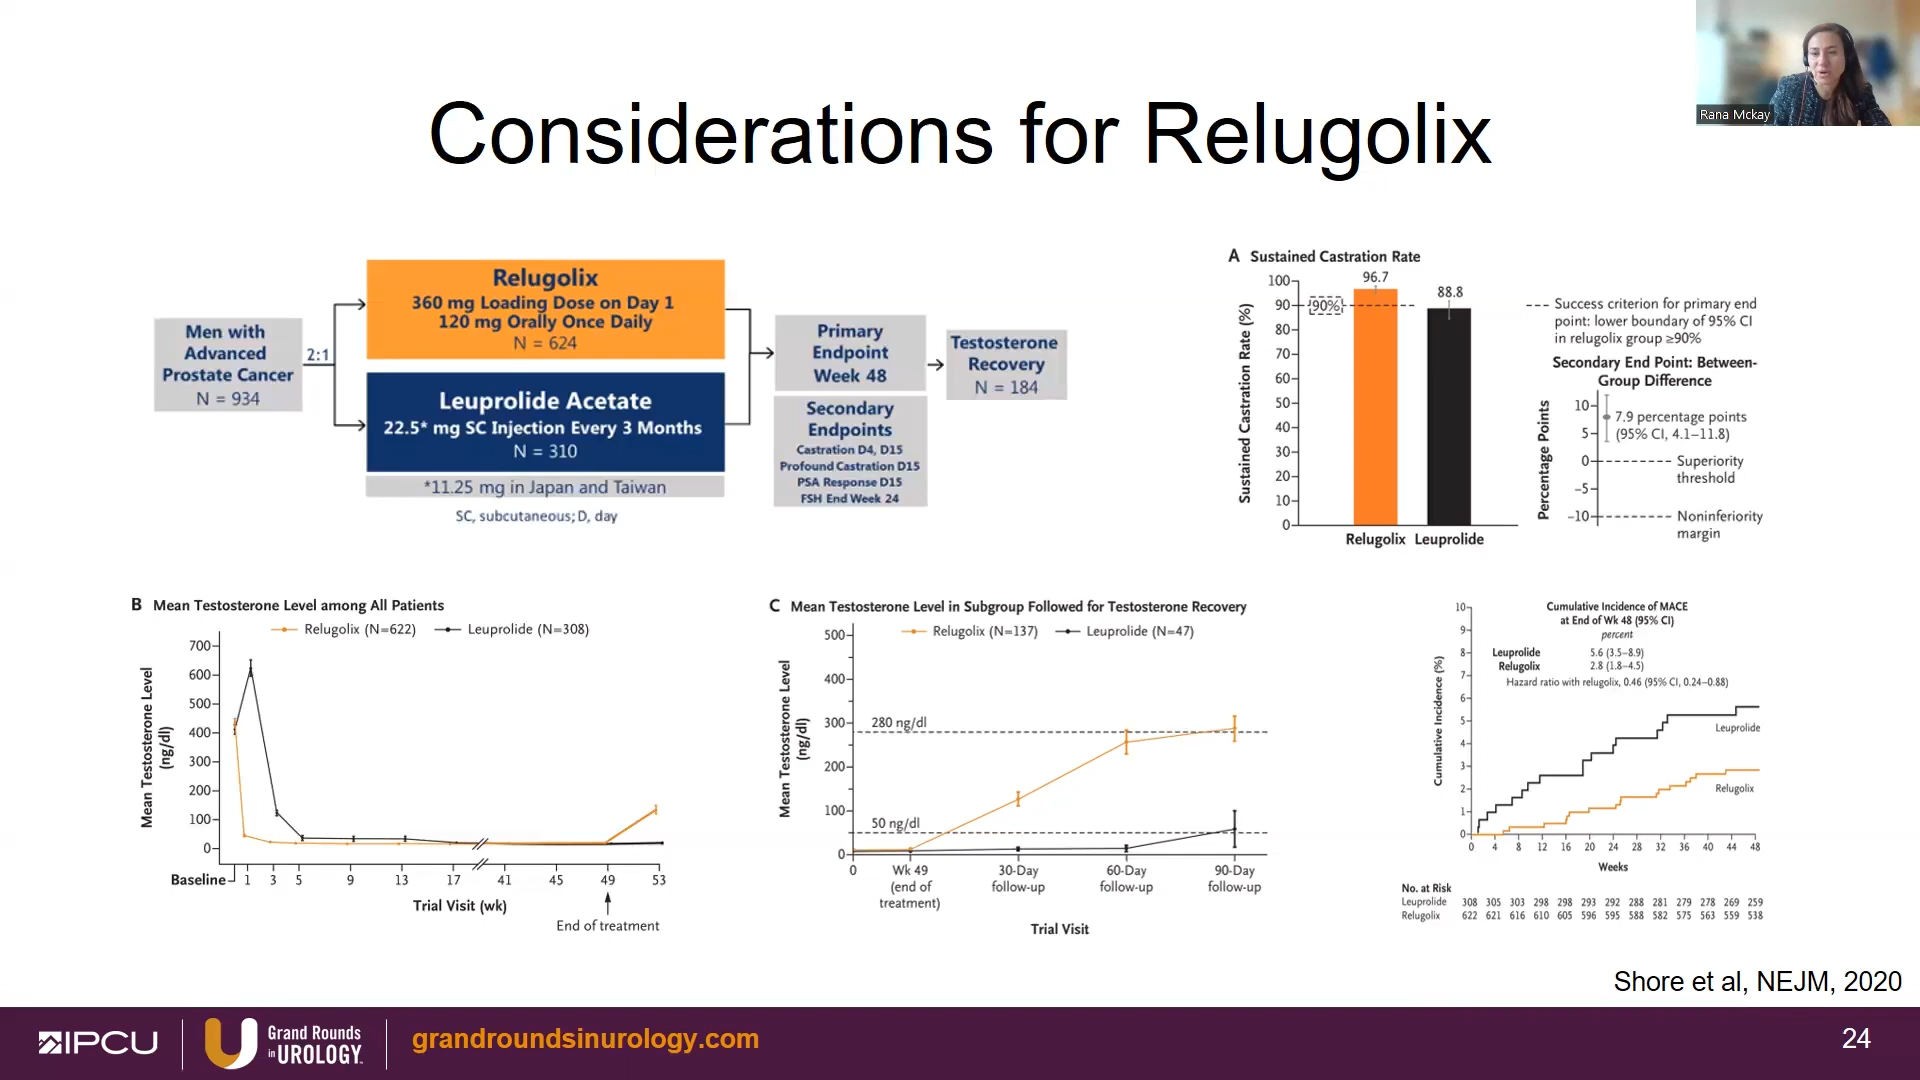 Rana Mckay
Considerations for Relugolix
Men with
Advanced
Prostate Cancer
N = 934
2:1
Relugolix
360 mg Loading Dose on Day 1
120 mg Orally Once Daily
N = 624
Leuprolide Acetate
22.5* mg SC Injection Every 3 Months
N = 310
*11.25 mg in Japan and Taiwan
SC, subcutaneous; D, day
Primary
Endpoint
Week 48
Secondary
Endpoints
Castration D4, D15
Profound Castration D15
PSA Response D15
FSH End Week 24
Testosterone
Recovery
N = 184
A Sustained Castration Rate
Sustained Castration Rate (%)
100
90
80
70
60
50
40
30
20
10
0
90%
96.7
88.8
Relugolix Leuprolide
Success criterion for primary end
point: lower boundary of 95% CI
in relugolix group ≥90%
Secondary End Point: Between-
Group Difference
Percentage Points
10
5
0
−5
−10
7.9 percentage points
(95% CI, 4.1–11.8)
Superiority
threshold
Noninferiority
margin
B Mean Testosterone Level among All Patients
Relugolix (N=622) Leuprolide (N=308)
Mean Testosterone Level
(ng/dl)
700
600
500
400
300
200
100
0
Baseline 1 3 5 9 13 17 41 45 49 53
Trial Visit (wk)
End of treatment
C Mean Testosterone Level in Subgroup Followed for Testosterone Recovery
Relugolix (N=137) Leuprolide (N=47)
Mean Testosterone Level
(ng/dl)
500
400
300
200
100
0
280 ng/dl
50 ng/dl
0 Wk 49 30-Day 60-Day 90-Day
(end of follow-up follow-up follow-up
treatment)
Trial Visit
Cumulative Incidence of MACE
at End of Wk 48 (95% CI)
percent
Leuprolide 5.6 (3.5–8.9)
Relugolix 2.8 (1.8–4.5)
Hazard ratio with relugolix, 0.46 (95% CI, 0.24–0.88)
Cumulative Incidence (%)
10
9
8
7
6
5
4
3
2
1
0
Leuprolide
Relugolix
0 4 8 12 16 20 24 28 32 36 40 44 48
Weeks
No. at Risk
Leuprolide 308 305 303 298 298 293 292 288 281 279 278 269 259
Relugolix 622 621 616 610 605 596 595 588 582 575 563 559 538
Shore et al, NEJM, 2020
IPCU
Grand Rounds
in UROLOGY
grandroundsinurology.com
24